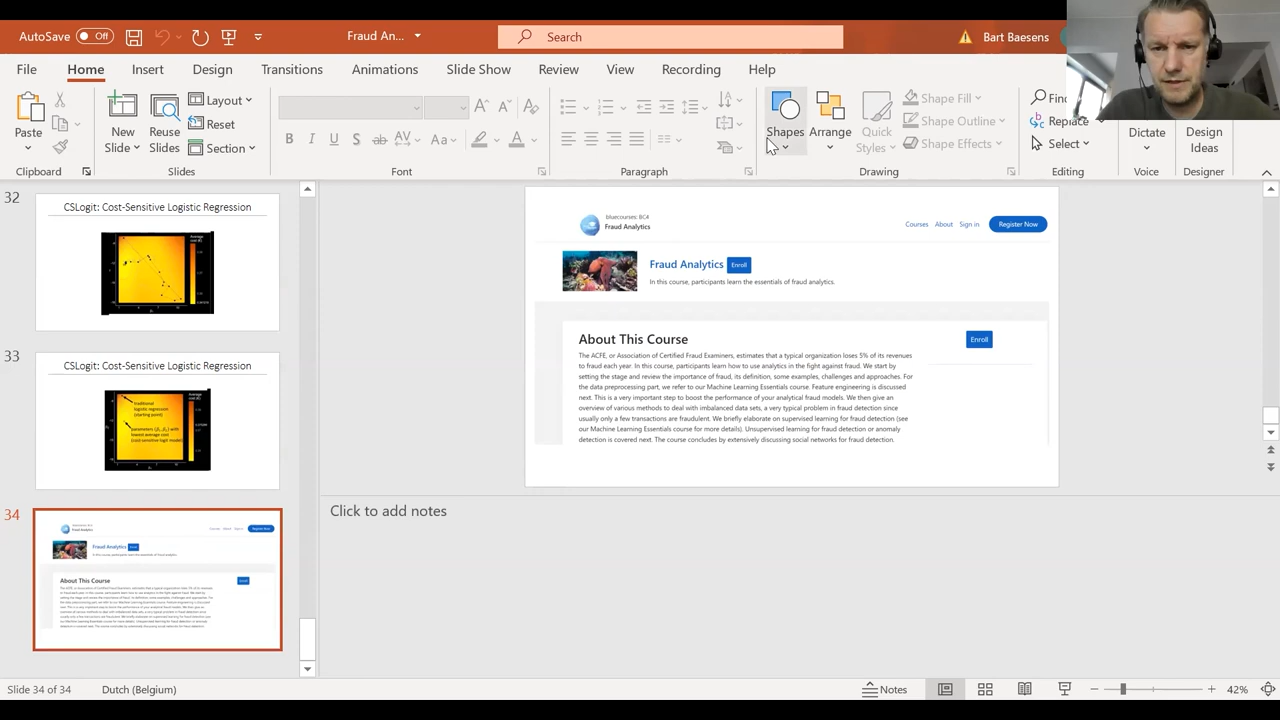 AutoSave Off Fraud An... Search Bart Baesens
File Home Insert Design Transitions Animations Slide Show Review View Recording Help
Paste
New
Slide
Reuse
Slides
Layout
Reset
Section
B I U S ab AV Aa A
Shapes
Arrange
Quick
Styles
Shape Fill
Shape Outline
Shape Effects
Replace
Select
Dictate
Design
Ideas
Clipboard Slides Font Paragraph Drawing Editing Voice Designer
32
CSLogit: Cost-Sensitive Logistic Regression
33
CSLogit: Cost-Sensitive Logistic Regression
traditional
logistic regression
(starting point)
34
bluecourses: BC4
Fraud Analytics
Courses About Sign in Register Now
Fraud Analytics Enroll
In this course, participants learn the essentials of fraud analytics.
About This Course
Enroll
The ACFE, or Association of Certified Fraud Examiners, estimates that a typical organization loses 5% of its revenues
to fraud each year. In this course, participants learn how to use analytics in the fight against fraud. We start by
setting the stage and review the importance of fraud, its definition, some examples, challenges and approaches. For
the data preprocessing part, we refer to our Machine Learning Essentials course. Feature engineering is discussed
next. This is a very important step to boost the performance of your analytical fraud models. We then give an
overview of various methods to deal with imbalanced data sets, a very typical problem in fraud detection since
usually only a few transactions are fraudulent. We briefly elaborate on supervised learning for fraud detection (see
our Machine Learning Essentials course for more details). Unsupervised learning for fraud detection or anomaly
detection is covered next. The course concludes by extensively discussing social networks for fraud detection.
Click to add notes
Slide 34 of 34 Dutch (Belgium) Notes 42%